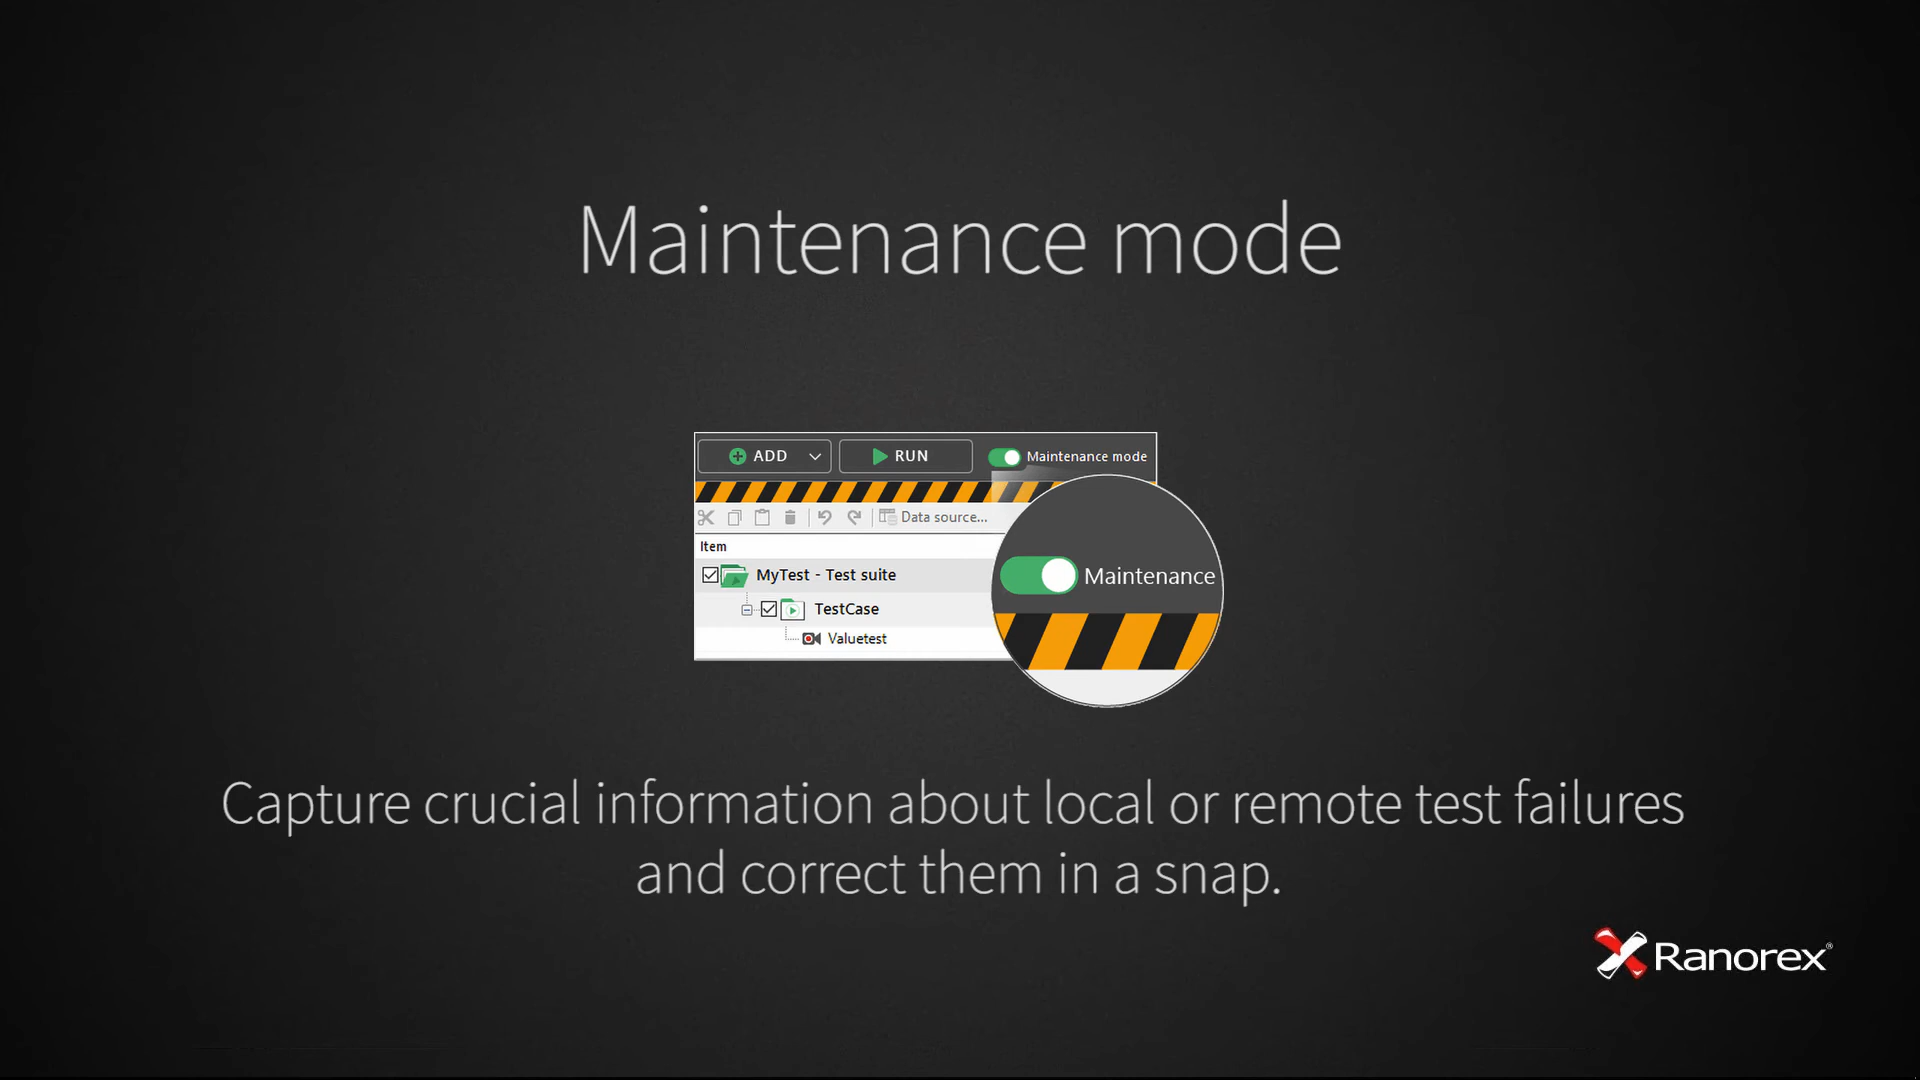 Maintenance mode
ADD
RUN
Maintenance mode
Data source...
Item
MyTest - Test suite
Maintenance
TestCase
Valuetest
Capture crucial information about local or remote test failures
and correct them in a snap.
Ranorex®